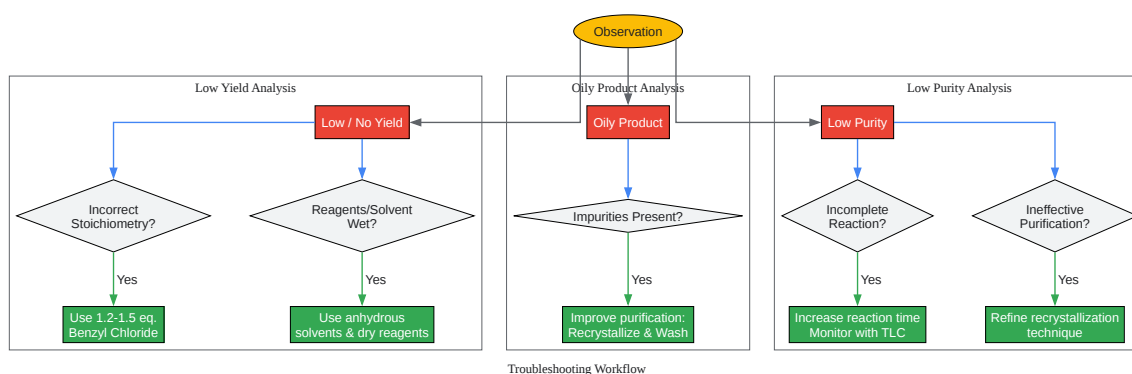 Observation
Low Yield Analysis
Oily Product Analysis
Low Purity Analysis
Low / No Yield
Oily Product
Low Purity
Incorrect
Stoichiometry?
Reagents/Solvent
Wet?
Impurities Present?
Incomplete
Reaction?
Ineffective
Purification?
Yes
Yes
Yes
Yes
Yes
Use 1.2-1.5 eq.
Benzyl Chloride
Use anhydrous
solvents & dry reagents
Improve purification:
Recrystallize & Wash
Increase reaction time
Monitor with TLC
Refine recrystallization
technique
Troubleshooting Workflow